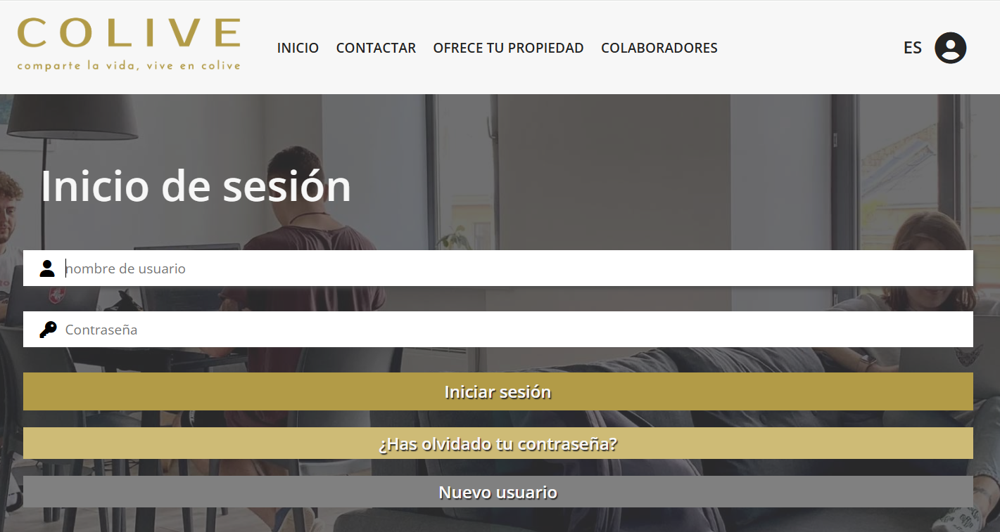 COLIVE
comparte la vida, vive en colive
INICIO CONTACTAR OFRECE TU PROPIEDAD COLABORADORES ES
Inicio de sesión
nombre de usuario
Contraseña
Iniciar sesión
¿Has olvidado tu contraseña?
Nuevo usuario